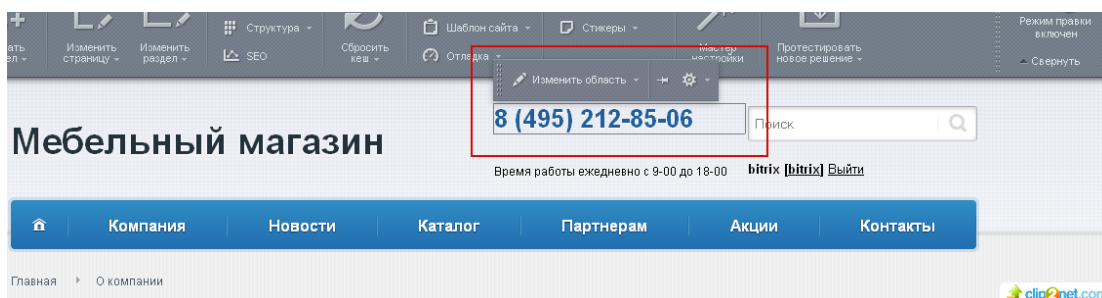 Изменить страницу
Изменить раздел
Структура
SEO
Сбросить кеш
Шаблон сайта
Отладка
Стикеры
Мастер настройки
Протестировать новое решение
Режим правки включен
Свернуть
Изменить область
8 (495) 212-85-06
Мебельный магазин
Поиск
Время работы ежедневно с 9-00 до 18-00
bitrix [bitrix] Выйти
Компания Новости Каталог Партнерам Акции Контакты
Главная О компании
clip2net.com